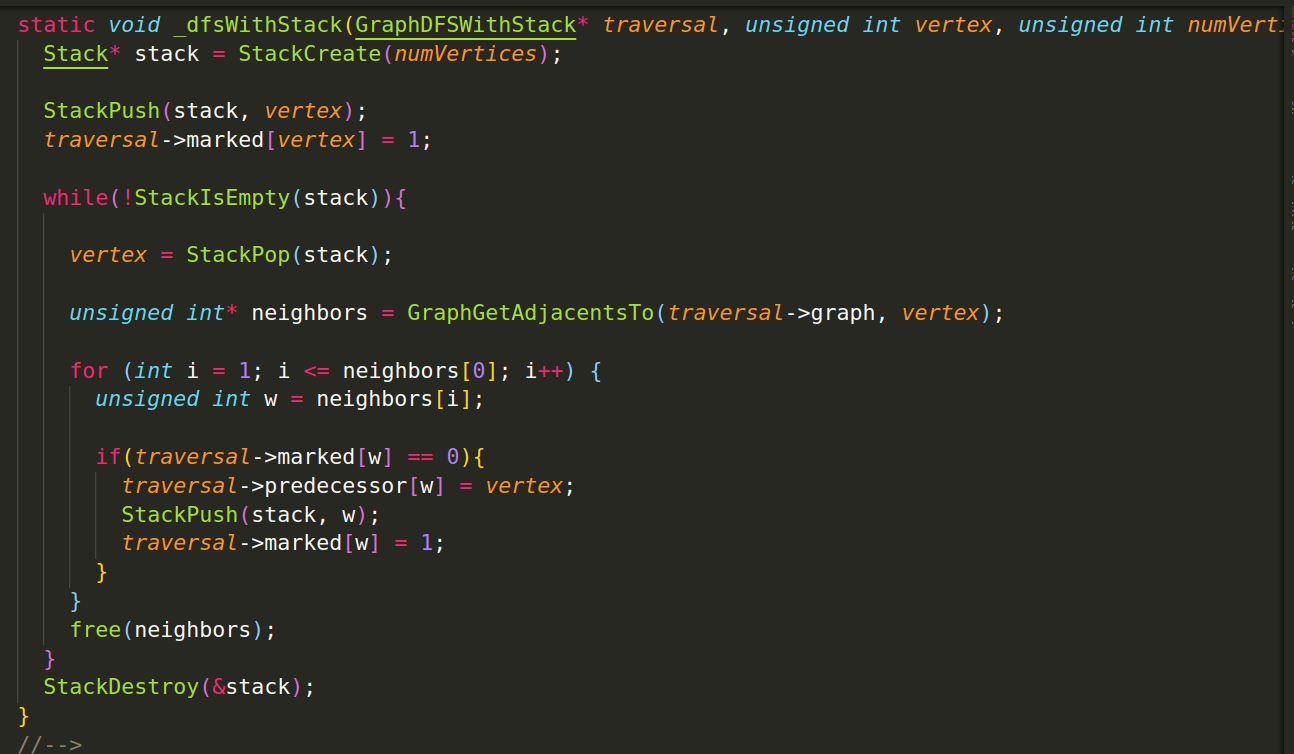 static void _dfsWithStack(GraphDFSWithStack* traversal, unsigned int vertex, unsigned int numVerti
Stack* stack = StackCreate(numVertices);
StackPush(stack, vertex);
traversal->marked[vertex] = 1;
while(!StackIsEmpty(stack)){
vertex = StackPop(stack);
unsigned int* neighbors = GraphGetAdjacentsTo(traversal->graph, vertex);
for (int i = 1; i <= neighbors[0]; i++) {
unsigned int w = neighbors[i];
if(traversal->marked[w] == 0){
traversal->predecessor[w] = vertex;
StackPush(stack, w);
traversal->marked[w] = 1;
}
}
free(neighbors);
}
StackDestroy(&stack);
}
//-->